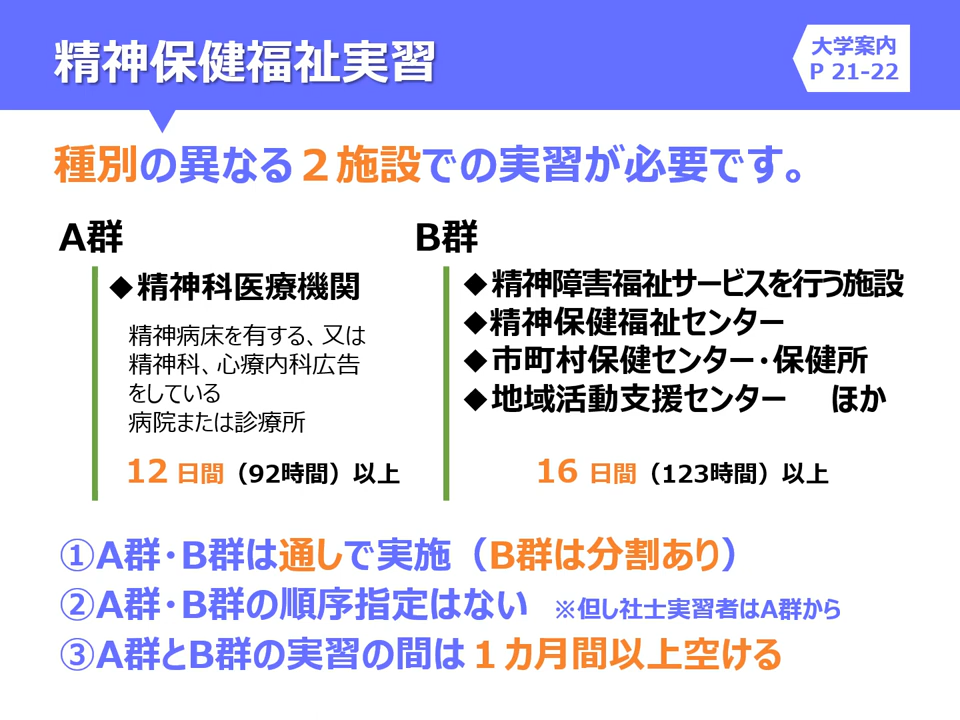 精神保健福祉実習
大学案内
P 21-22
種別の異なる２施設での実習が必要です。
A群
◆精神科医療機関
精神病床を有する、又は
精神科、心療内科広告
をしている
病院または診療所
12 日間（92時間）以上
B群
◆精神障害福祉サービスを行う施設
◆精神保健福祉センター
◆市町村保健センター・保健所
◆地域活動支援センター　ほか
16 日間（123時間）以上
①A群・B群は通しで実施（B群は分割あり）
②A群・B群の順序指定はない ※但し社士実習者はA群から
③A群とB群の実習の間は１カ月間以上空ける